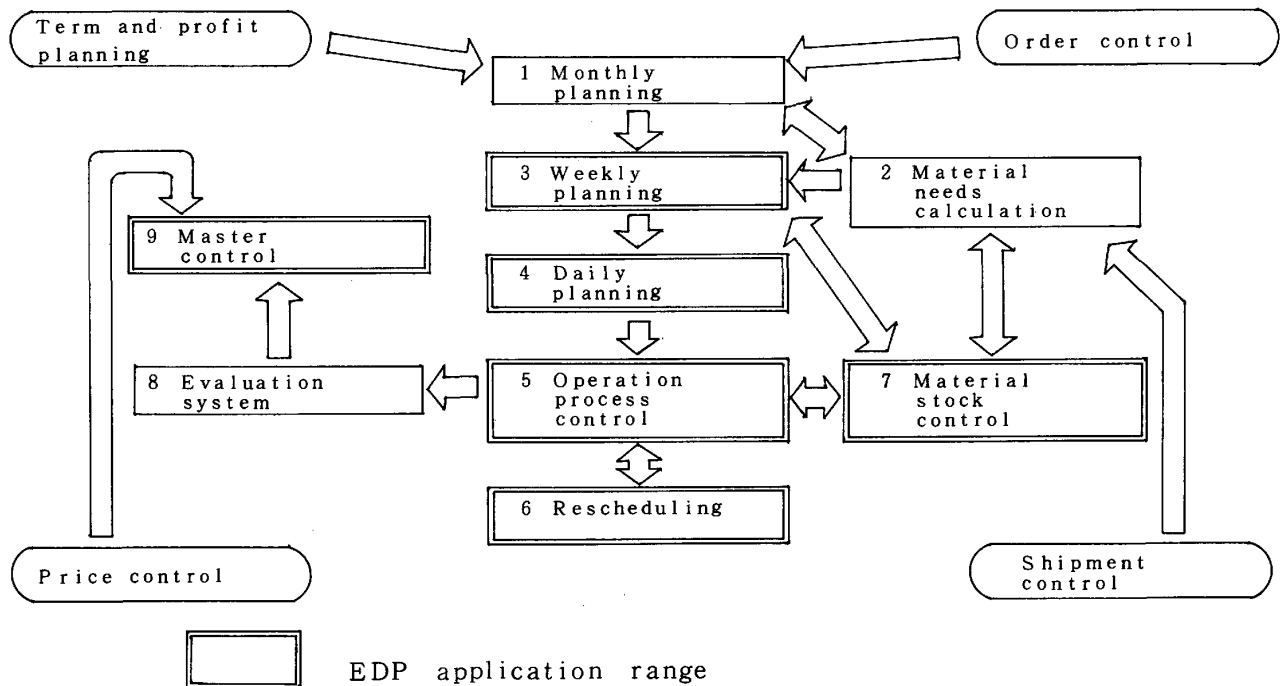 Term and profit
planning
Order control
1 Monthly
planning
3 Weekly
planning
2 Material
needs
calculation
9 Master
control
4 Daily
planning
8 Evaluation
system
5 Operation
process
control
7 Material
stock
control
6 Rescheduling
Price control
Shipment
control
EDP application range